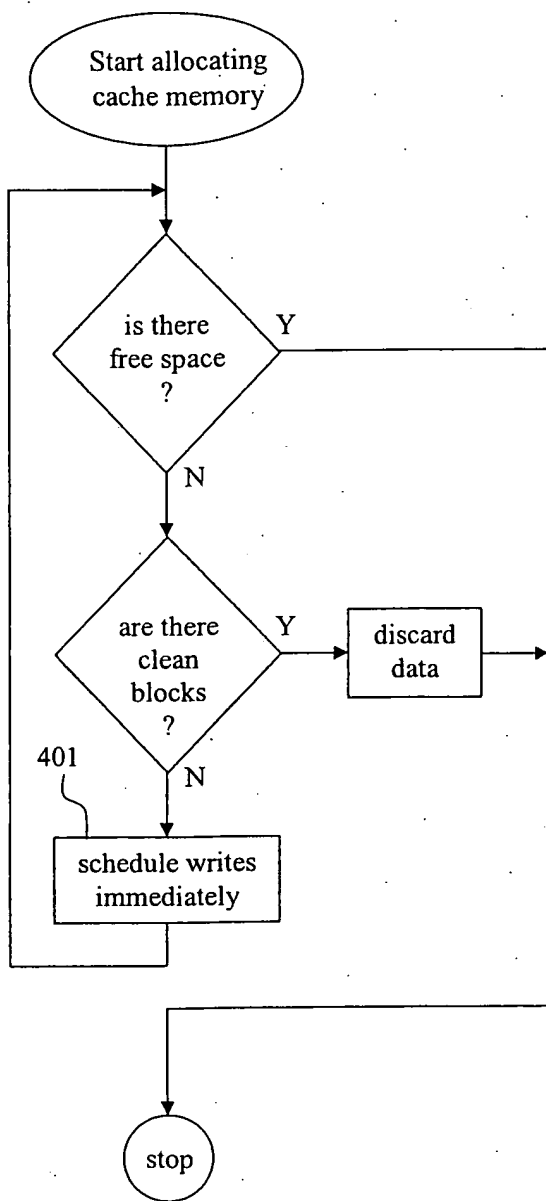 Start allocating
cache memory
is there
free space
?
Y
N
are there
clean
blocks
?
Y
discard
data
N
401
schedule writes
immediately
stop